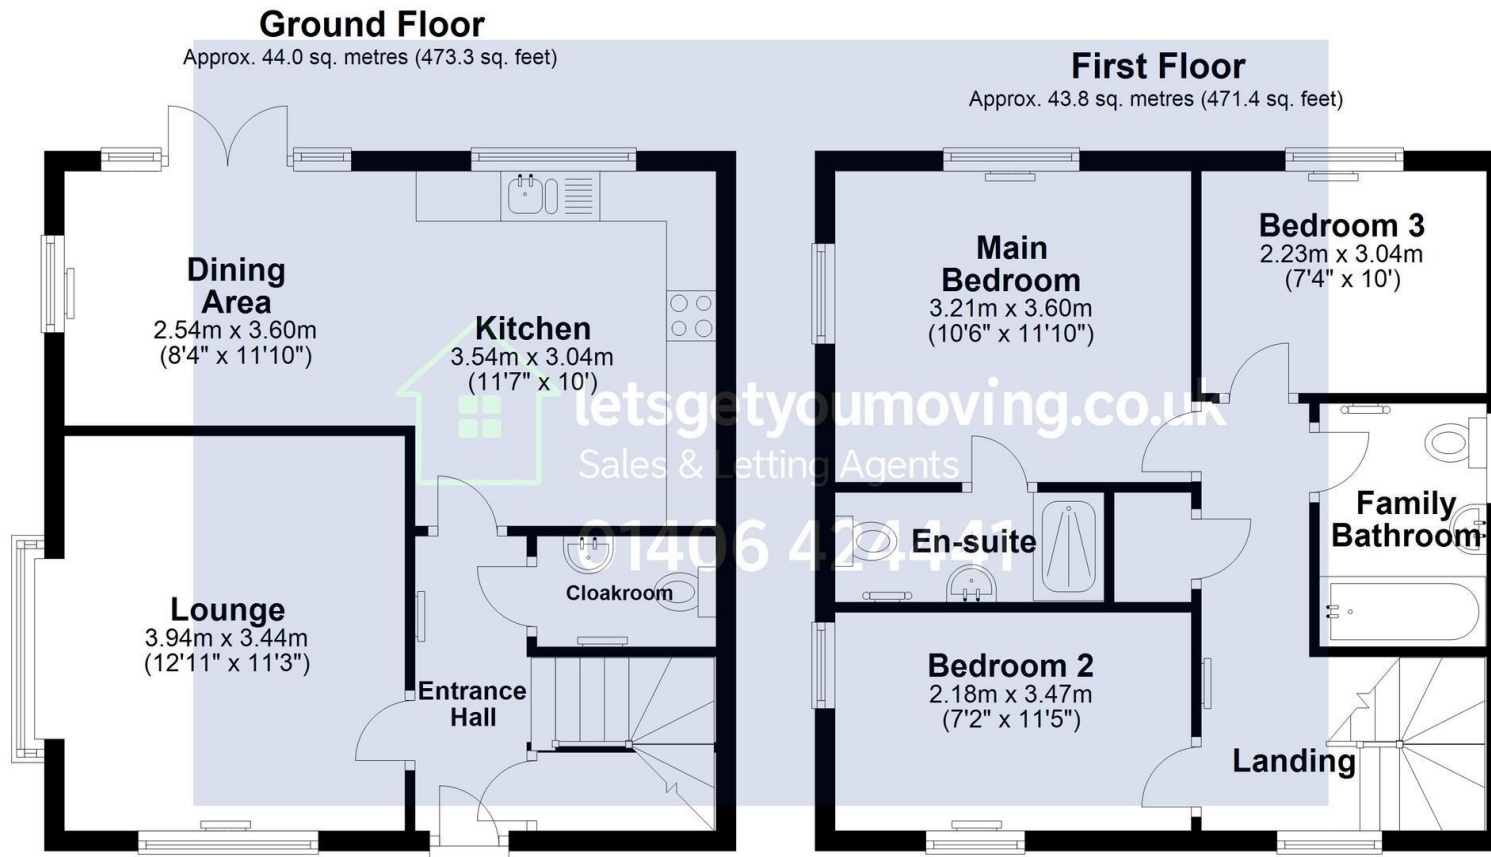 Ground Floor
Approx. 44.0 sq. metres (473.3 sq. feet)
First Floor
Approx. 43.8 sq. metres (471.4 sq. feet)
Dining
Area
2.54m x 3.60m
(8'4" x 11'10")
Kitchen
3.54m x 3.04m
(11'7" x 10')
Main
Bedroom
3.21m x 3.60m
(10'6" x 11'10")
Bedroom 3
2.23m x 3.04m
(7'4" x 10')
letsgetyoumoving.co.uk
Sales & Letting Agents
01406 424441
Lounge
3.94m x 3.44m
(12'11" x 11'3")
Cloakroom
Entrance
Hall
En-suite
Family
Bathroom
Bedroom 2
2.18m x 3.47m
(7'2" x 11'5")
Landing